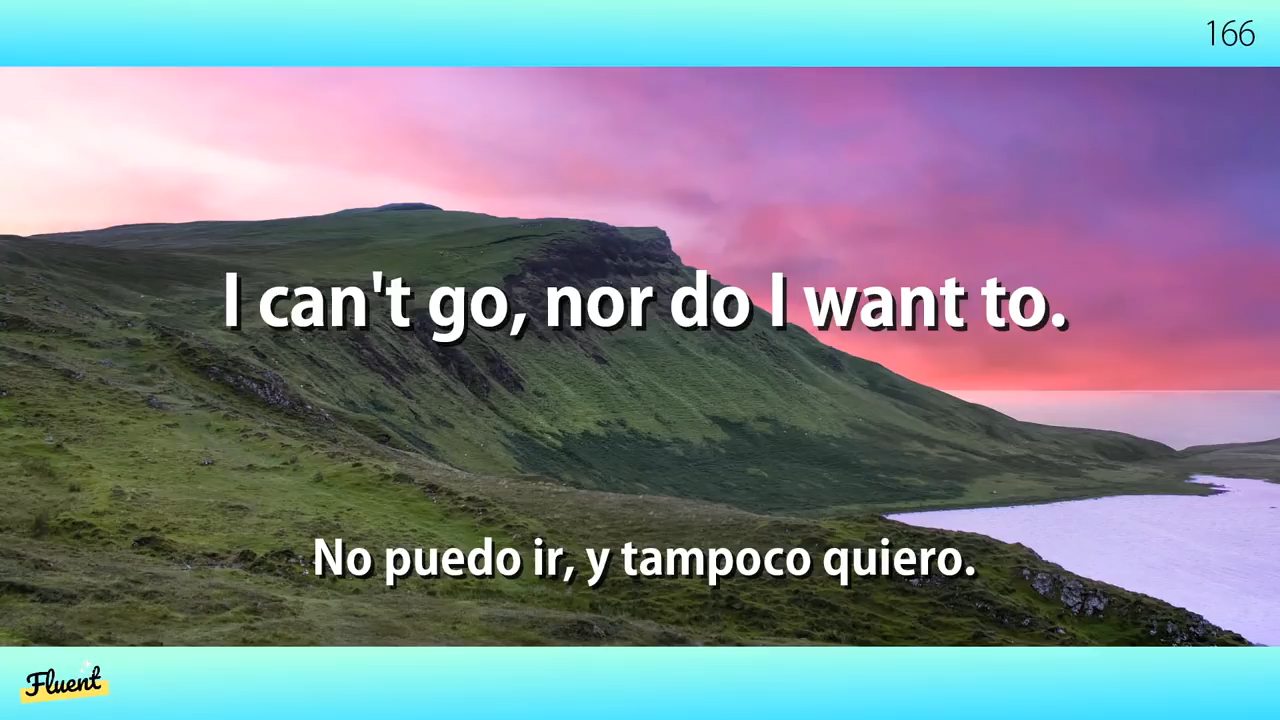 166
I can't go, nor do I want to.
No puedo ir, y tampoco quiero.
Fluent